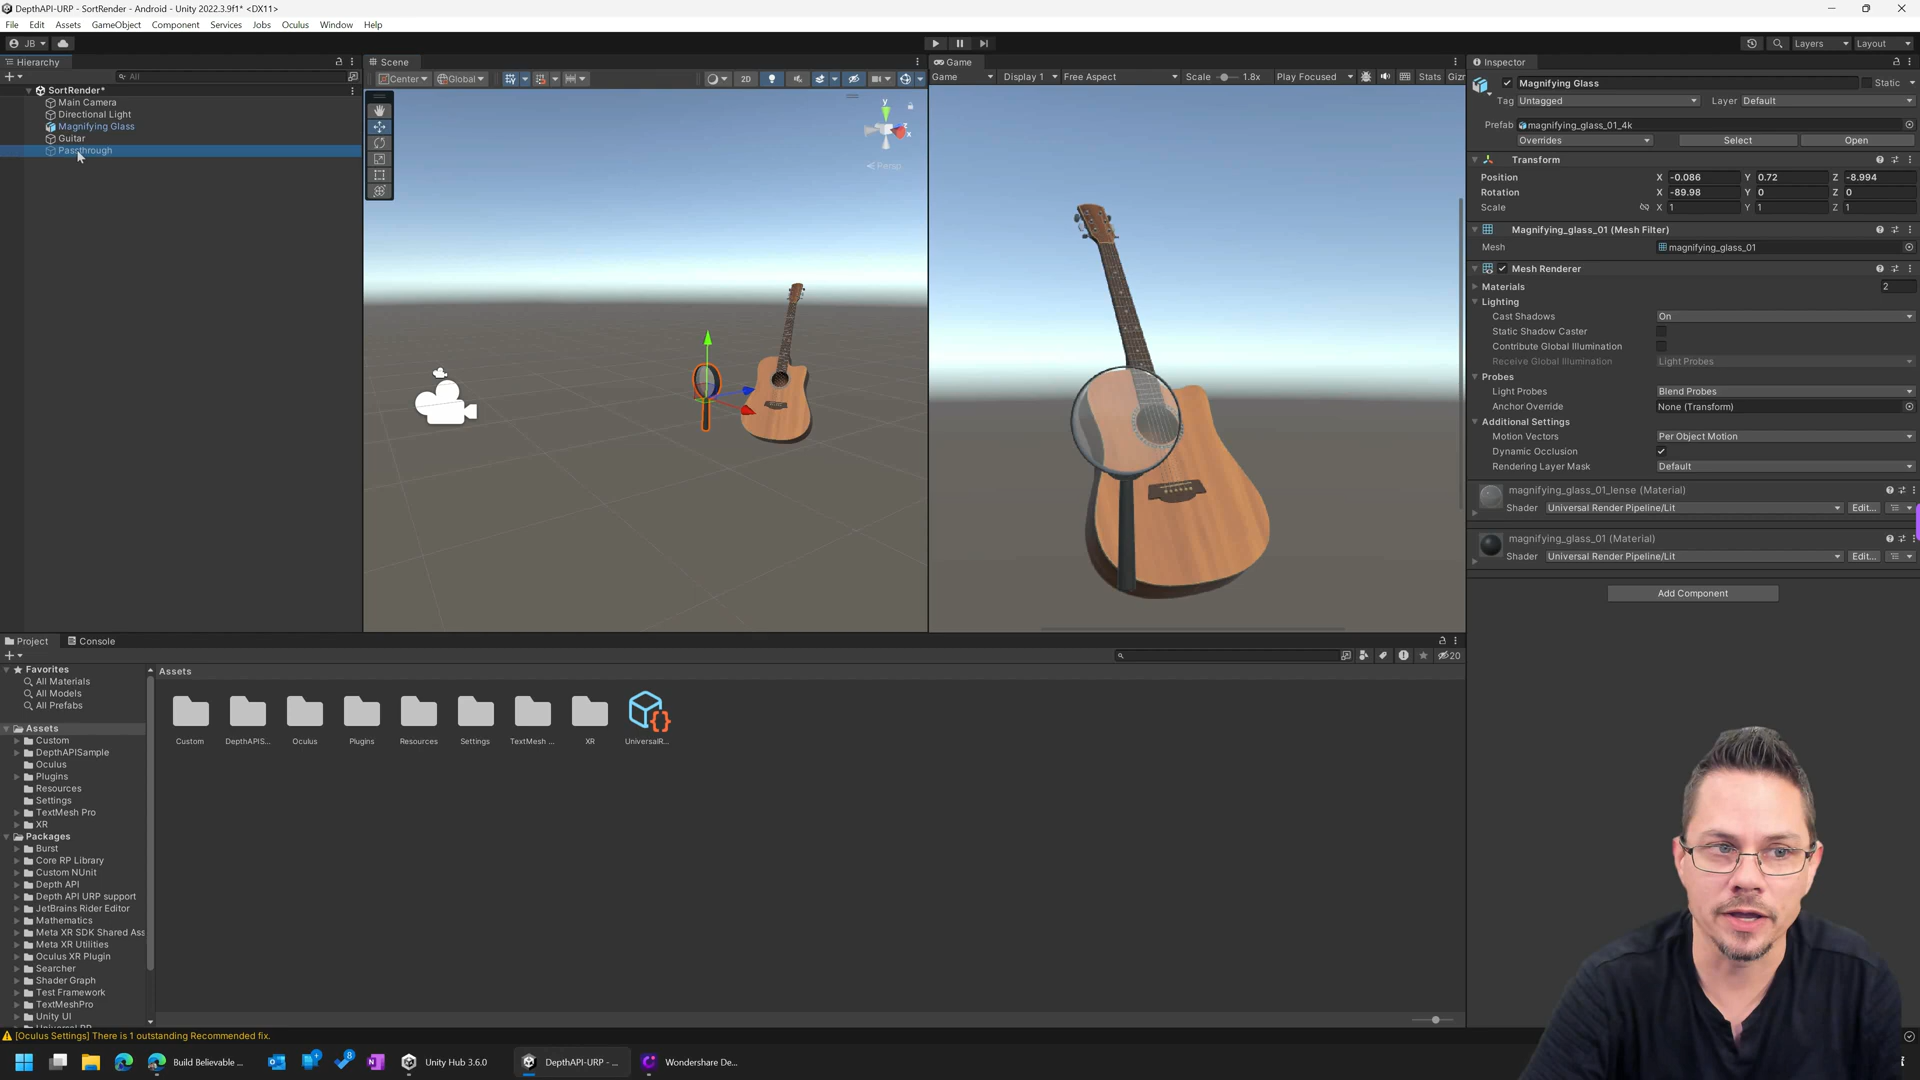 DepthAPI-URP - SortRender - Android - Unity 2022.3.9f1* <DX11>
File Edit Assets GameObject Component Services Jobs Oculus Window Help
JB Layers Layout
Hierarchy Scene Game Inspector
All Center Global 2D Game Display 1 Free Aspect Scale 1.8x Play Focused Stats Giz
SortRender*
Main Camera
Directional Light
Magnifying Glass
Guitar
Passthrough
y
x
Persp
Magnifying Glass Static
Tag Untagged Layer Default
Prefab magnifying_glass_01_4k
Overrides Select Open
Transform
Position X -0.086 Y 0.72 Z -8.994
Rotation X -89.98 Y 0 Z 0
Scale X 1 Y 1 Z 1
Magnifying_glass_01 (Mesh Filter)
Mesh magnifying_glass_01
Mesh Renderer
Materials 2
Lighting
Cast Shadows On
Static Shadow Caster
Contribute Global Illumination
Receive Global Illumination Light Probes
Probes
Light Probes Blend Probes
Anchor Override None (Transform)
Additional Settings
Motion Vectors Per Object Motion
Dynamic Occlusion
Rendering Layer Mask Default
magnifying_glass_01_lense (Material)
Shader Universal Render Pipeline/Lit Edit...
magnifying_glass_01 (Material)
Shader Universal Render Pipeline/Lit Edit...
Add Component
Project Console
20
Favorites
All Materials
All Models
All Prefabs
Assets
Custom
DepthAPISample
Oculus
Plugins
Resources
Settings
TextMesh Pro
XR
Packages
Burst
Core RP Library
Custom NUnit
Depth API
Depth API URP support
JetBrains Rider Editor
Mathematics
Meta XR SDK Shared Ass
Meta XR Utilities
Oculus XR Plugin
Searcher
Shader Graph
Test Framework
TextMeshPro
Unity UI
Assets
Custom DepthAPIS... Oculus Plugins Resources Settings TextMesh ... XR UniversalR...
[Oculus Settings] There is 1 outstanding Recommended fix.
Build Believable ... 8 Unity Hub 3.6.0 DepthAPI-URP - ... Wondershare De...